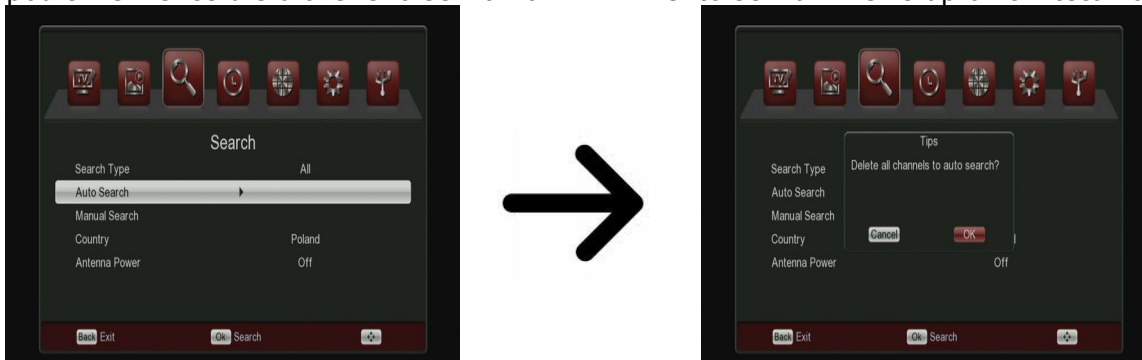 Search
Search Type All
Auto Search
Manual Search
Country Poland
Antenna Power Off
Back Exit Ok Search
Tips
Delete all channels to auto search?
Search Type
Auto Search
Manual Search
Country
Antenna Power Off
Cancel OK
Back Exit Ok Search